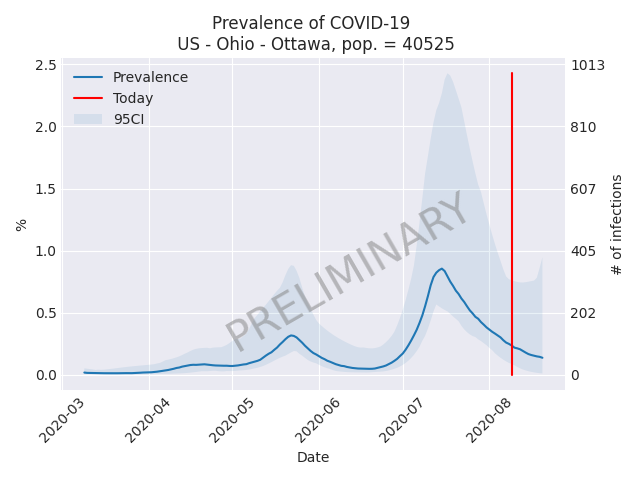 Prevalence of COVID-19
US - Ohio - Ottawa, pop. = 40525
Prevalence
Today
95CI
PRELIMINARY
%
2.5
2.0
1.5
1.0
0.5
0.0
1013
810
607
405
202
0
# of infections
2020-03
2020-04
2020-05
2020-06
2020-07
2020-08
Date